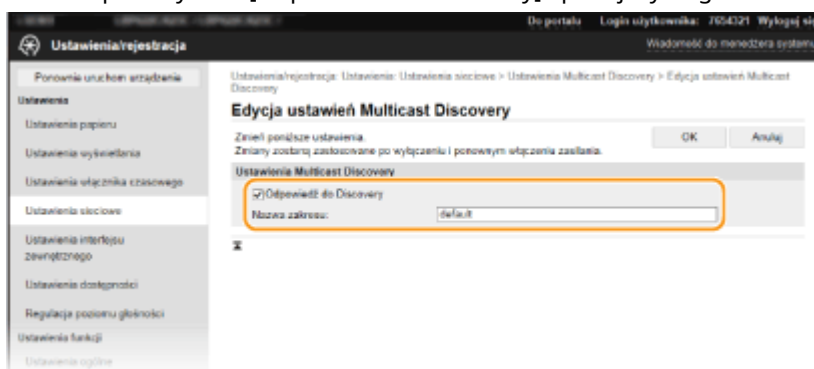 Do portalu Login użytkownika: 7654321 Wyloguj się
Ustawienia/rejestracja
Wiadomość do menedżera systemu
Ponownie uruchom urządzenie
Ustawienia
Ustawienia papieru
Ustawienia wyświetlania
Ustawienia włącznika czasowego
Ustawienia sieciowe
Ustawienia interfejsu
zewnętrznego
Ustawienia dostępności
Regulacja poziomu głośności
Ustawienia funkcji
Ustawienia ogólne
Ustawienia/rejestracja: Ustawienia: Ustawienia sieciowe > Ustawienia Multicast Discovery > Edycja ustawień Multicast
Discovery
Edycja ustawień Multicast Discovery
Zmień poniższe ustawienia.
Zmiany zostaną zastosowane po wyłączeniu i ponownym włączeniu zasilania.
OK Anuluj
Ustawienia Multicast Discovery
Odpowiedź do Discovery
Nazwa zakresu: default